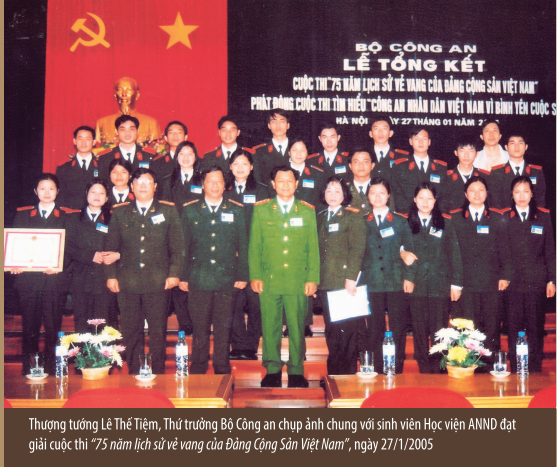 BỘ CÔNG AN
LỄ TỔNG KẾT
CUỘC THI "75 NĂM LỊCH SỬ VẺ VANG CỦA ĐẢNG CỘNG SẢN VIỆT NAM"
PHÁT ĐỘNG CUỘC THI TÌM HIỂU "CÔNG AN NHÂN DÂN VIỆT NAM VÌ BÌNH YÊN CUỘC S
HÀ NÔI NGÀY 27 THÁNG 01 NĂM 2
Thượng tướng Lê Thế Tiệm, Thứ trưởng Bộ Công an chụp ảnh chung với sinh viên Học viện ANND đạt
giải cuộc thi "75 năm lịch sử vẻ vang của Đảng Cộng Sản Việt Nam", ngày 27/1/2005